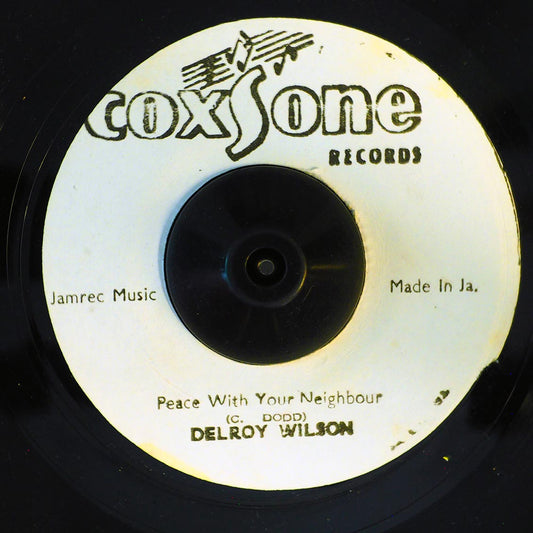 coxsone
RECORDS
Jamrec Music
Made In Ja.
Peace With Your Neighbour
(C. DODD)
DELROY WILSON